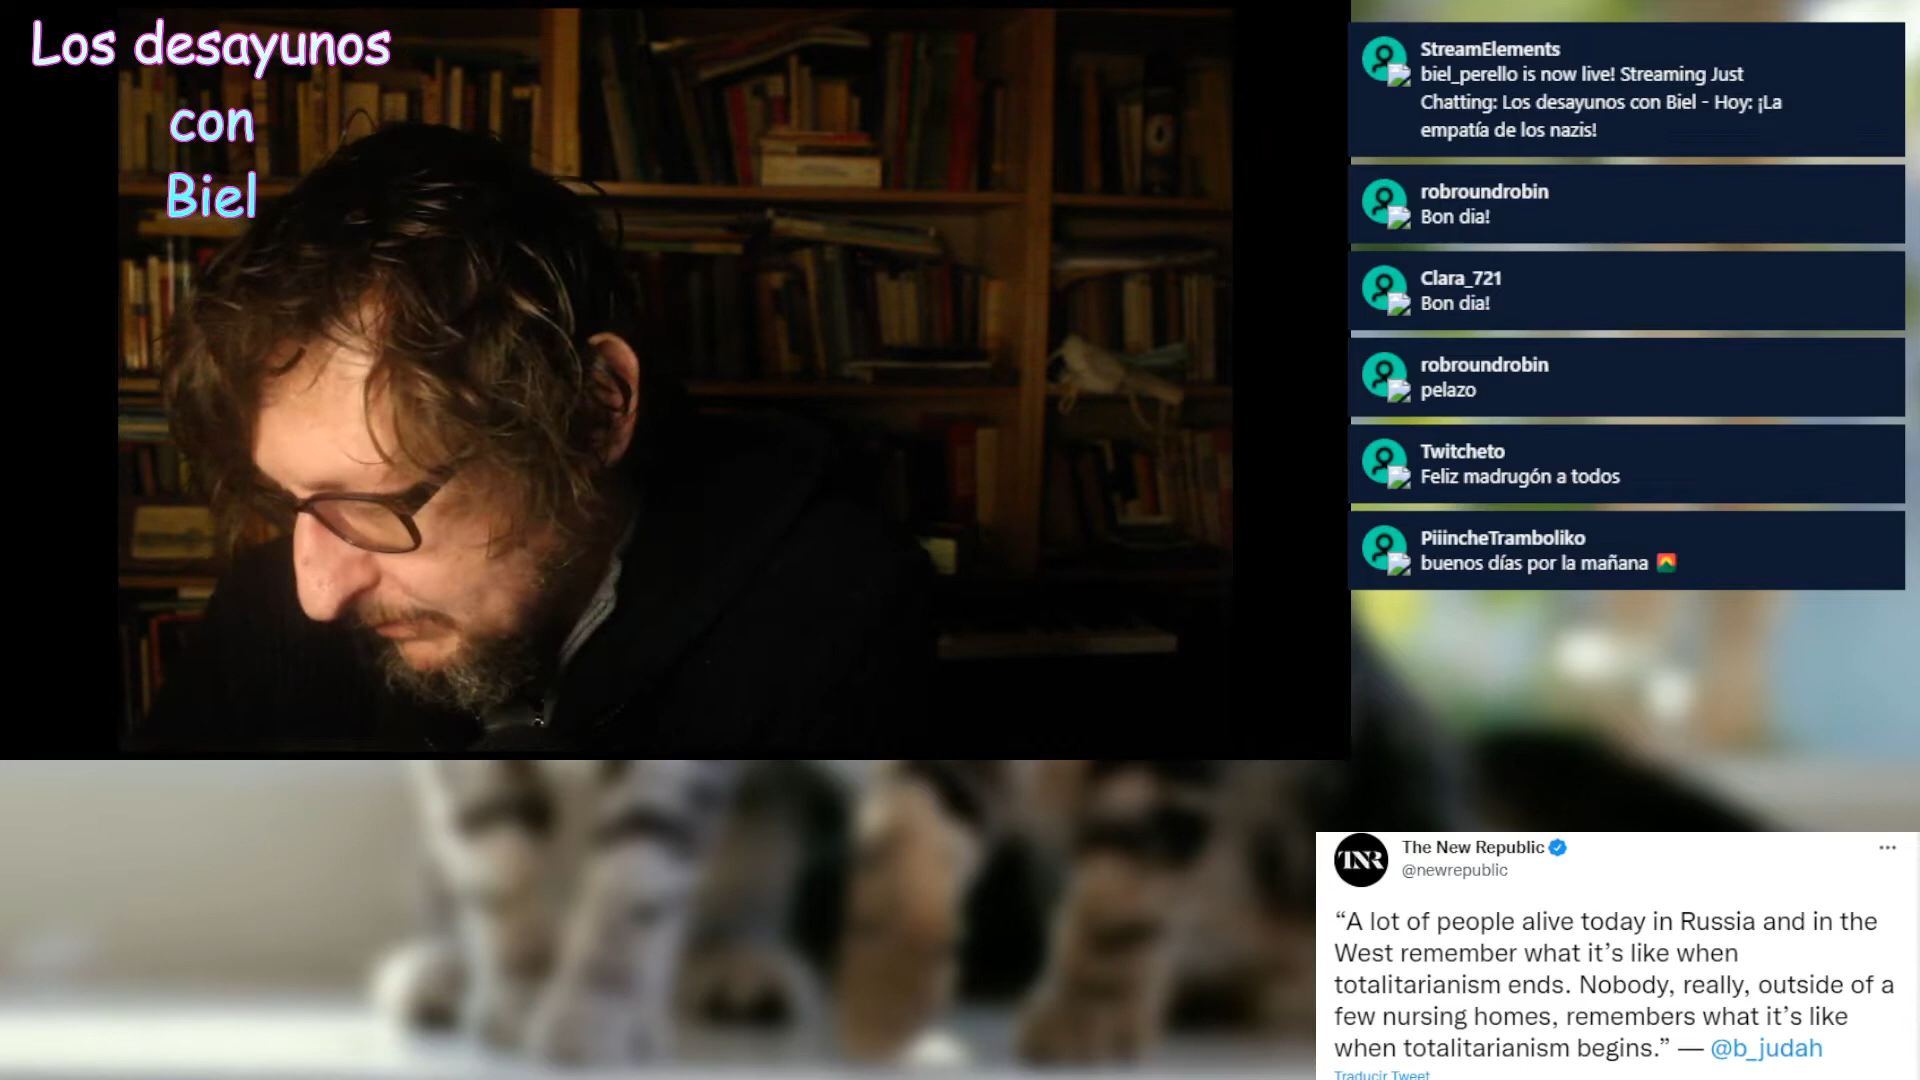 Los desayunos
con
Biel
StreamElements
biel_perello is now live! Streaming Just
Chatting: Los desayunos con Biel - Hoy: ¡La
empatía de los nazis!
robroundrobin
Bon dia!
Clara_721
Bon dia!
robroundrobin
pelazo
Twitcheto
Feliz madrugón a todos
PiiincheTramboliko
buenos días por la mañana
TNR
The New Republic
@newrepublic
“A lot of people alive today in Russia and in the
West remember what it’s like when
totalitarianism ends. Nobody, really, outside of a
few nursing homes, remembers what it’s like
when totalitarianism begins.” — @b_judah
Traducir Tweet